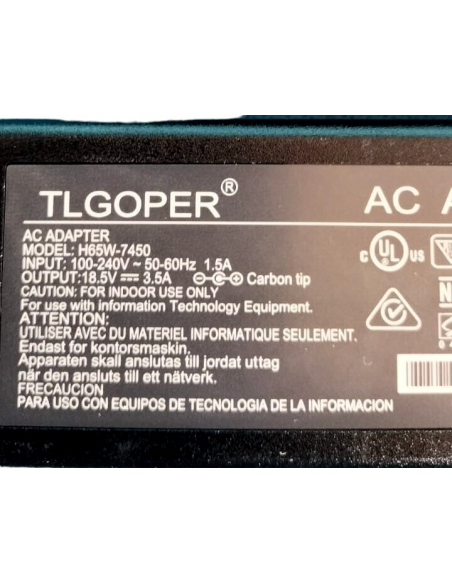 TLGOPER®
AC A
AC ADAPTER
MODEL: H65W-7450
INPUT: 100-240V ~ 50-60Hz 1.5A
OUTPUT:18.5V ⎓ 3.5A Carbon tip
CAUTION: FOR INDOOR USE ONLY
For use with information Technology Equipment.
ATTENTION:
UTILISER AVEC DU MATERIEL INFORMATIQUE SEULEMENT.
Endast for kontorsmaskin.
Apparaten skall anslutas till jordat uttag
när den ansluts till ett nätverk.
PRECAUCION
PARA USO CON EQUIPOS DE TECNOLOGIA DE LA INFORMACION
c UL us
N